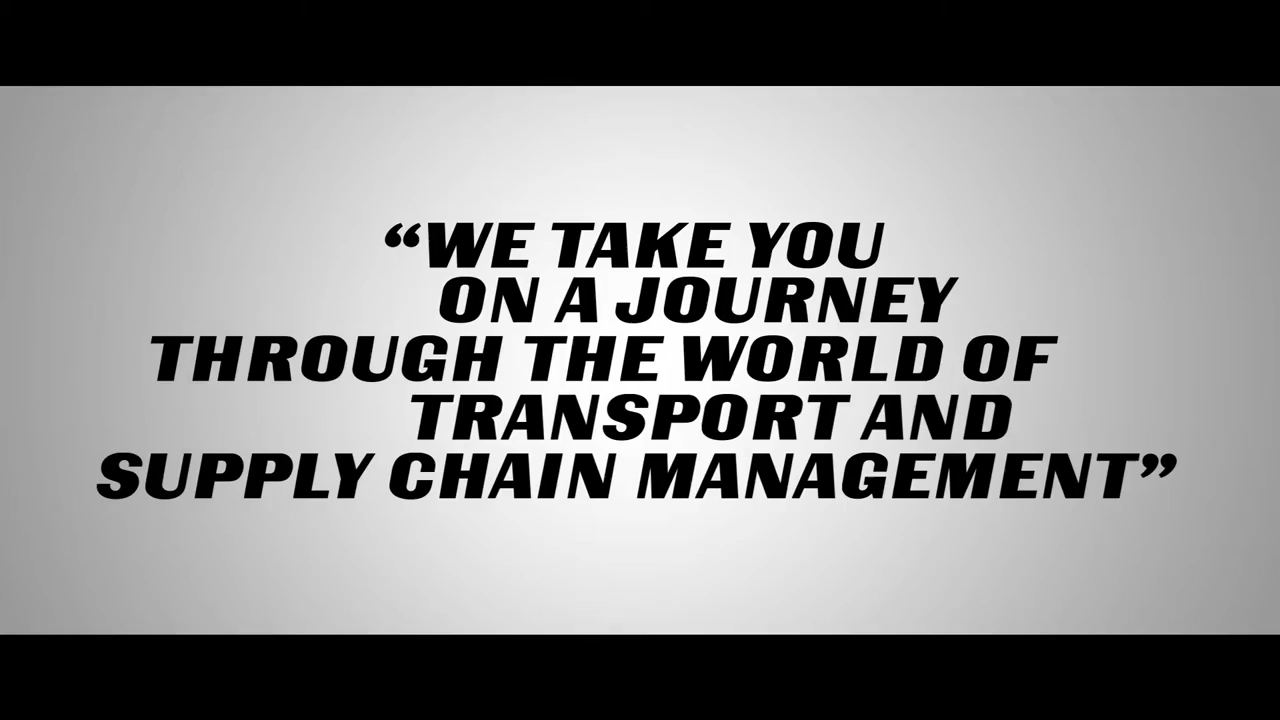 “WE TAKE YOU
ON A JOURNEY
THROUGH THE WORLD OF
TRANSPORT AND
SUPPLY CHAIN MANAGEMENT”